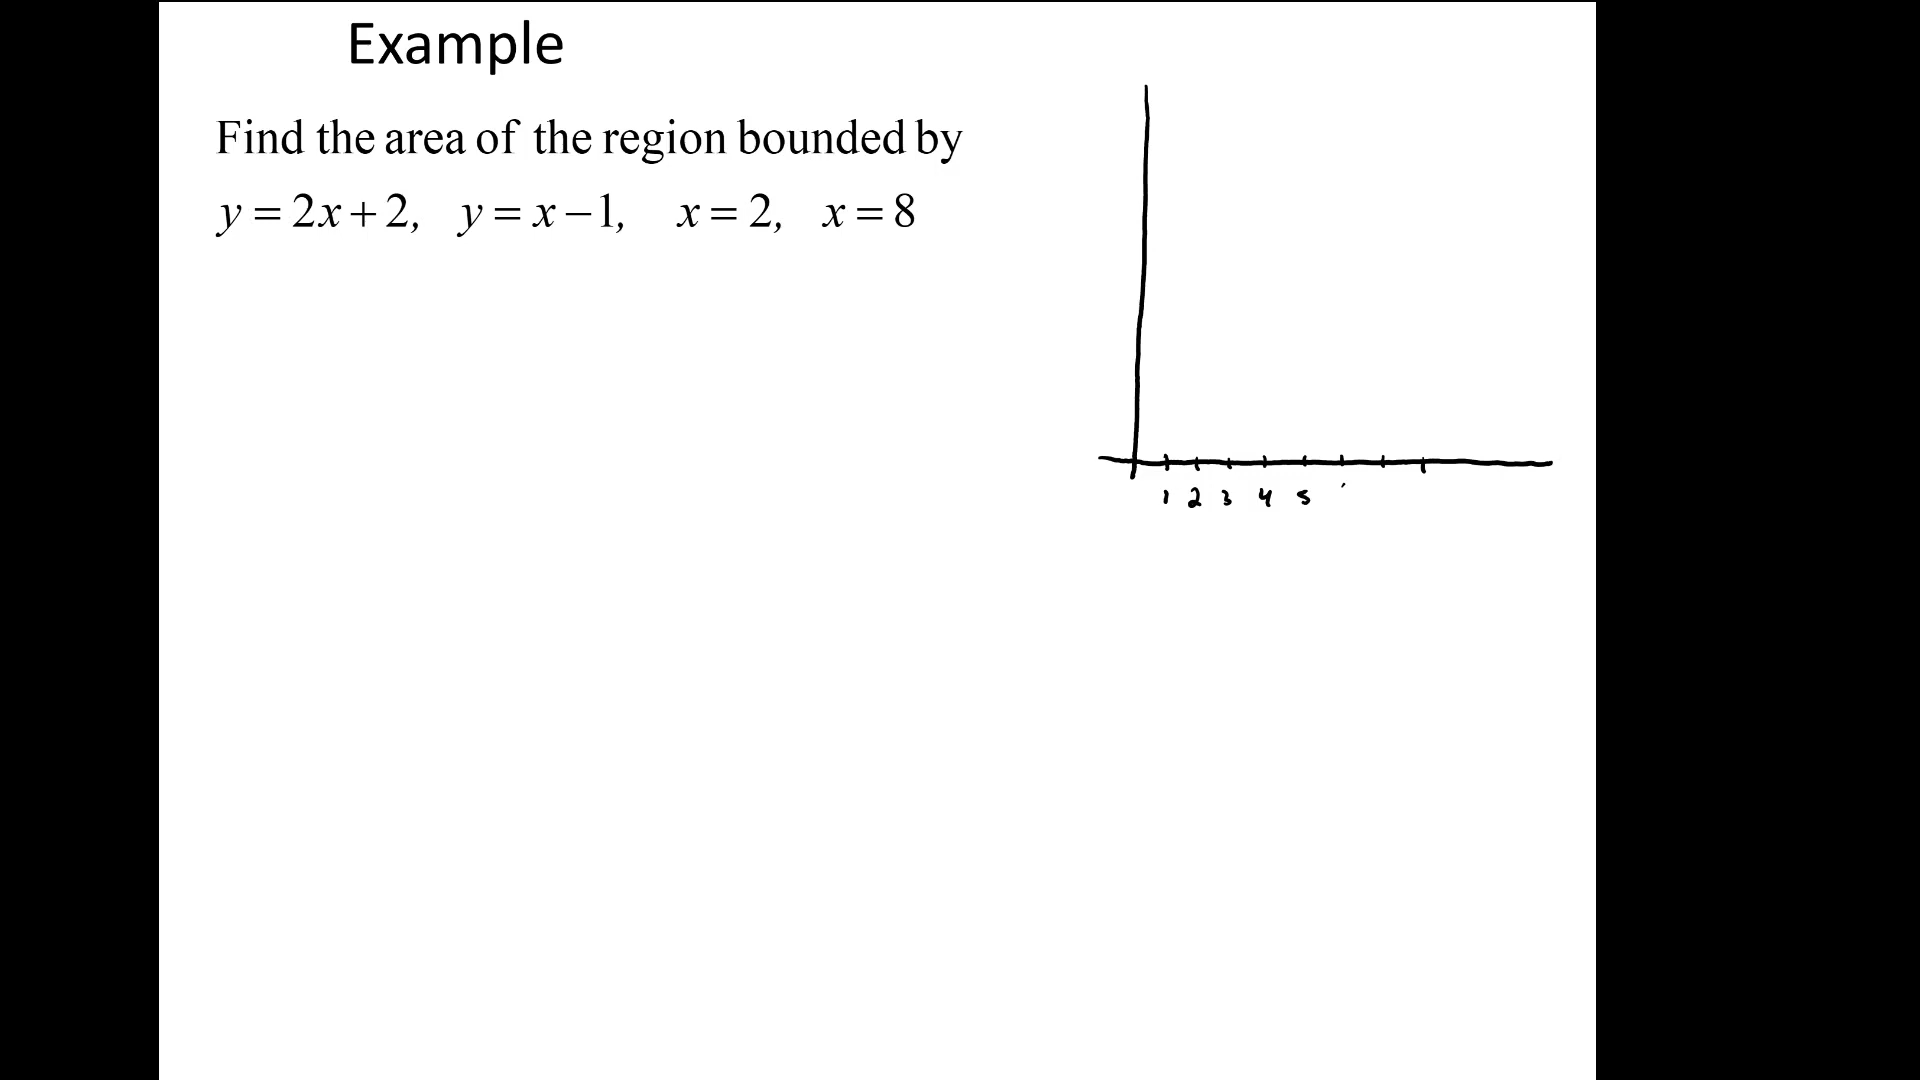 Example
Find the area of the region bounded by
y = 2x + 2, y = x − 1, x = 2, x = 8
1 2 3 4 5